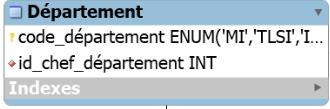 Département
code_département ENUM('MI','TLSI','I...
id_chef_département INT
Indexes